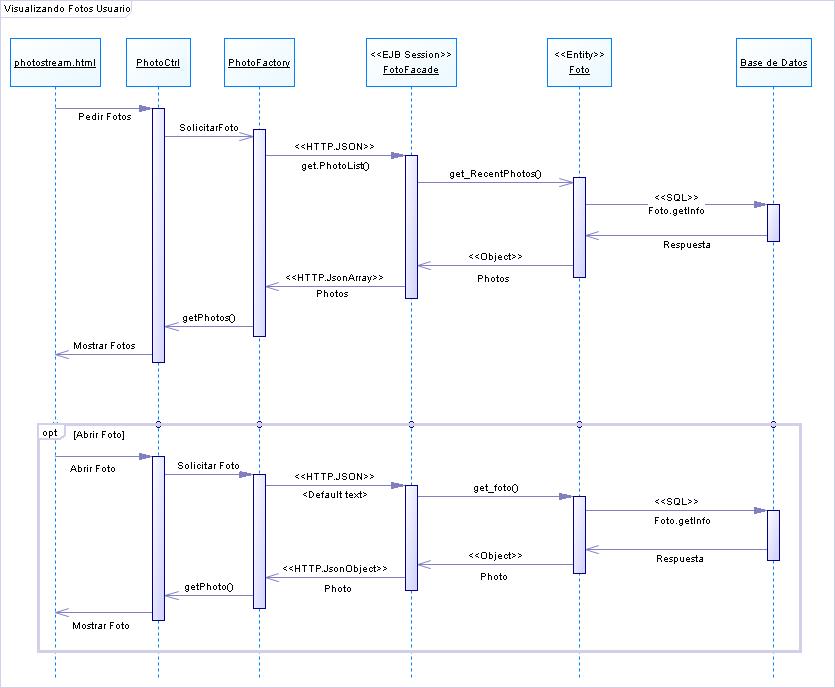 Visualizando Fotos Usuario
photostream.html
PhotoCtrl
PhotoFactory
<<EJB Session>>
FotoFacade
<<Entity>>
Foto
Base de Datos
Pedir Fotos
SolicitarFoto
<<HTTP.JSON>>
get.PhotoList()
get_RecentPhotos()
<<SQL>>
Foto.getInfo
Respuesta
<<Object>>
Photos
<<HTTP.JsonArray>>
Photos
getPhotos()
Mostrar Fotos
opt
[Abrir Foto]
Abrir Foto
Solicitar Foto
<<HTTP.JSON>>
<Default text>
get_foto()
<<SQL>>
Foto.getInfo
Respuesta
<<Object>>
Photo
<<HTTP.JsonObject>>
Photo
getPhoto()
Mostrar Foto